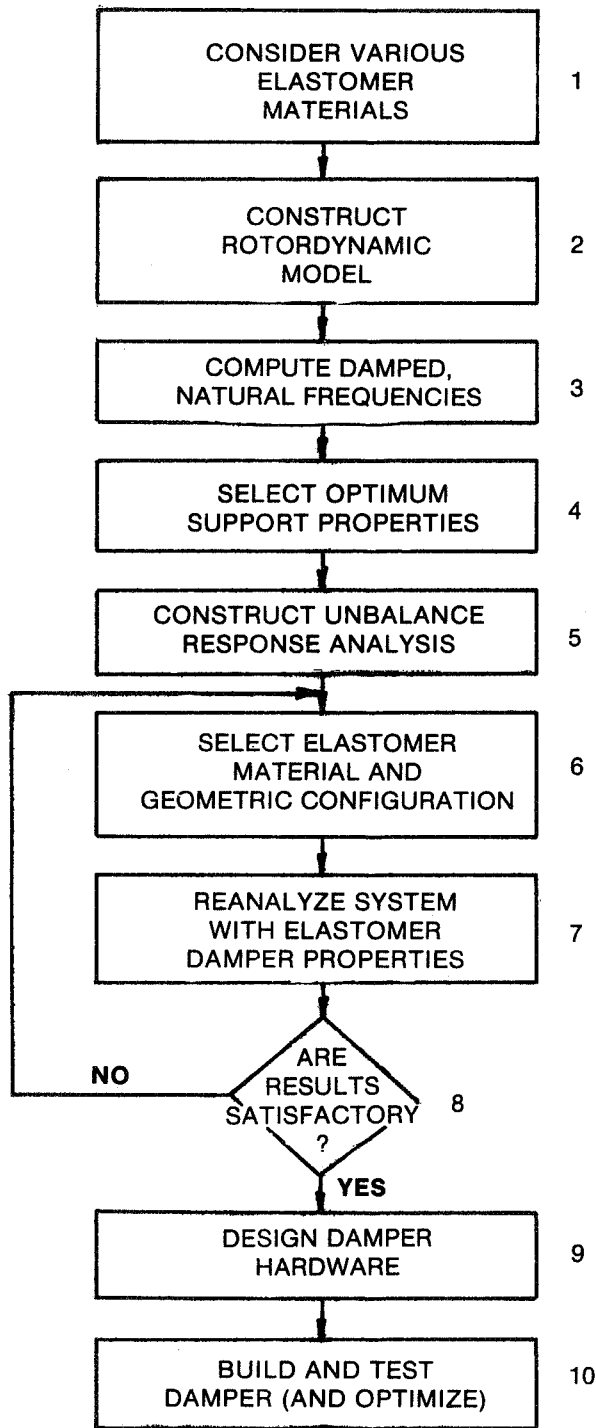 CONSIDER VARIOUS
ELASTOMER
MATERIALS
1
CONSTRUCT
ROTORDYNAMIC
MODEL
2
COMPUTE DAMPED,
NATURAL FREQUENCIES
3
SELECT OPTIMUM
SUPPORT PROPERTIES
4
CONSTRUCT UNBALANCE
RESPONSE ANALYSIS
5
SELECT ELASTOMER
MATERIAL AND
GEOMETRIC CONFIGURATION
6
REANALYZE SYSTEM
WITH ELASTOMER
DAMPER PROPERTIES
7
ARE
RESULTS
SATISFACTORY
?
8
NO
YES
DESIGN DAMPER
HARDWARE
9
BUILD AND TEST
DAMPER (AND OPTIMIZE)
10